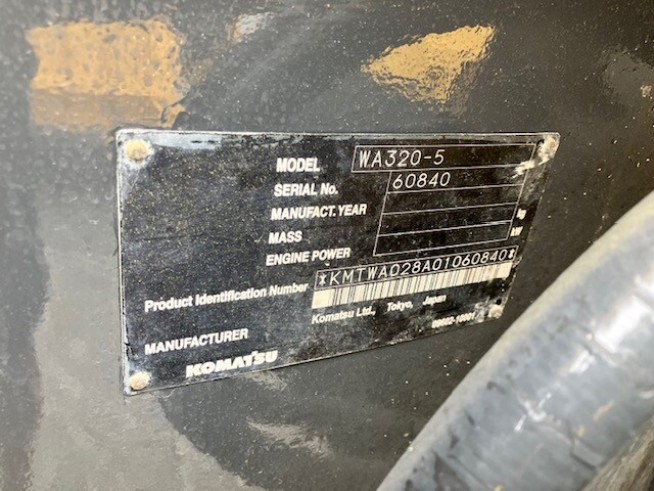 MODEL WA320-5
SERIAL No. 60840
MANUFACT. YEAR
MASS kg
ENGINE POWER kW
Product Identification Number *KMTWA028A01060840*
Komatsu Ltd., Tokyo, Japan
MANUFACTURER
KOMATSU